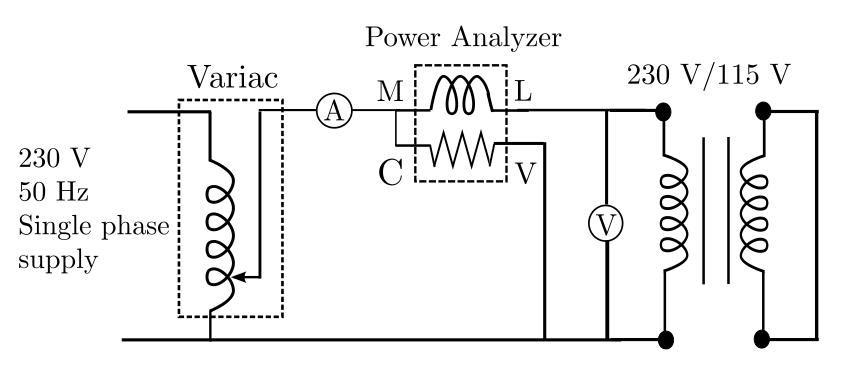 Power Analyzer
Variac
230 V/115 V
A
M
L
C
V
V
230 V
50 Hz
Single phase
supply